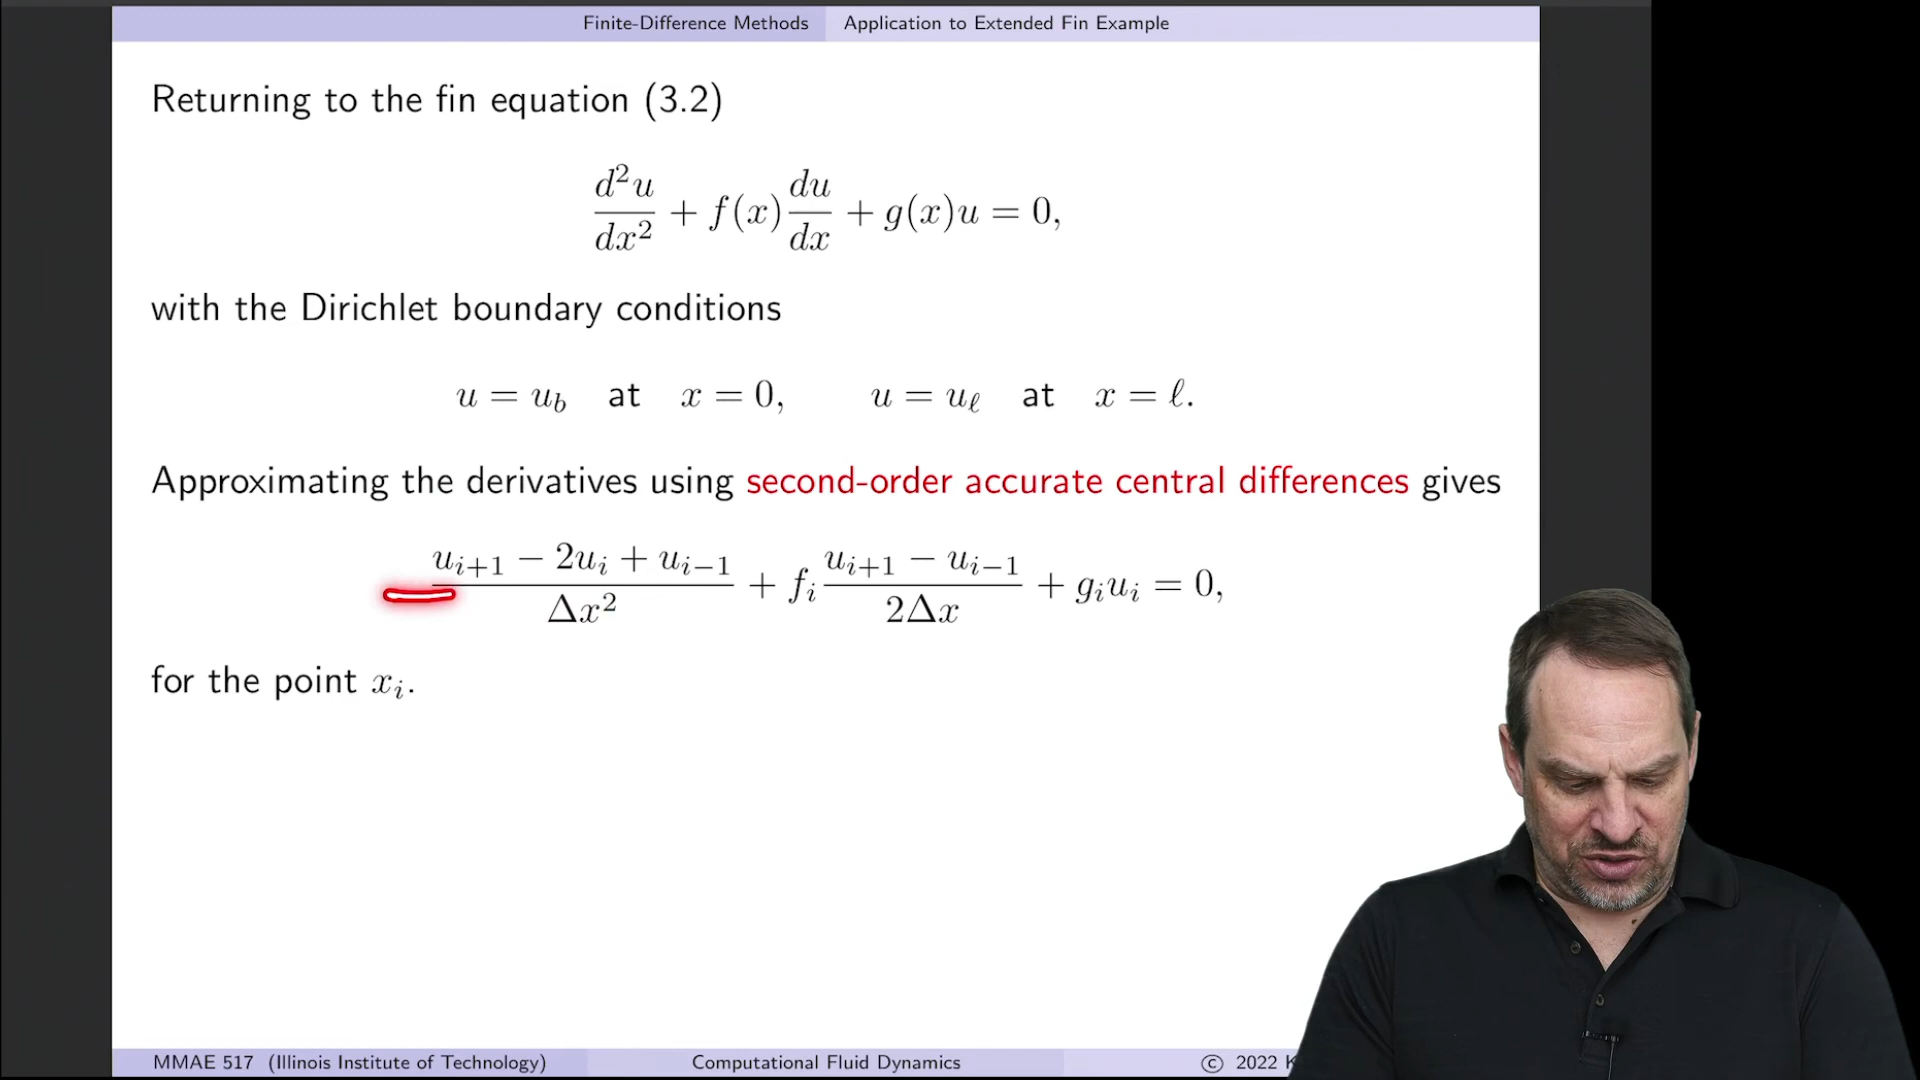 Finite-Difference Methods Application to Extended Fin Example
Returning to the fin equation (3.2)
d²u/dx² + f(x) du/dx + g(x)u = 0,
with the Dirichlet boundary conditions
u = u_b at x = 0, u = u_ℓ at x = ℓ.
Approximating the derivatives using second-order accurate central differences gives
(u_{i+1} − 2u_i + u_{i−1})/Δx² + f_i (u_{i+1} − u_{i−1})/2Δx + g_i u_i = 0,
for the point x_i.
MMAE 517 (Illinois Institute of Technology) Computational Fluid Dynamics © 2022